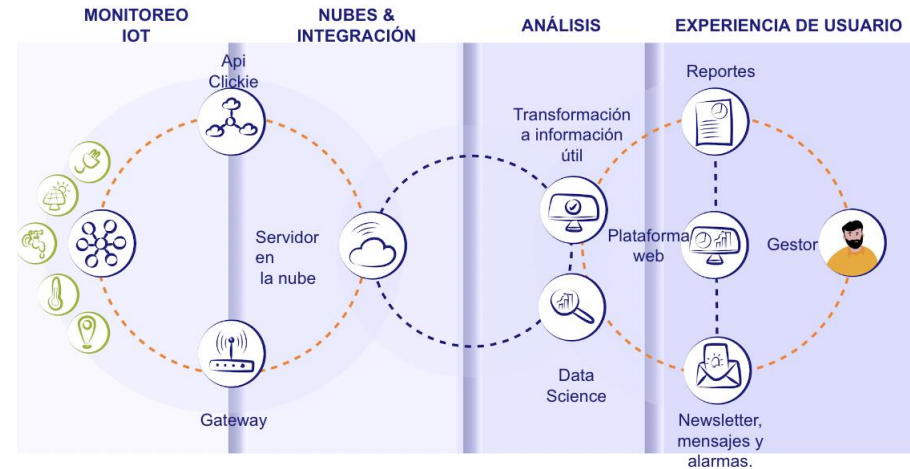 MONITOREO
IOT
NUBES &
INTEGRACIÓN
ANÁLISIS
EXPERIENCIA DE USUARIO
Api
Clickie
Reportes
Transformación
a información
útil
Servidor
en
la nube
Plataforma
web
Gestor
Gateway
Data
Science
Newsletter,
mensajes y
alarmas.